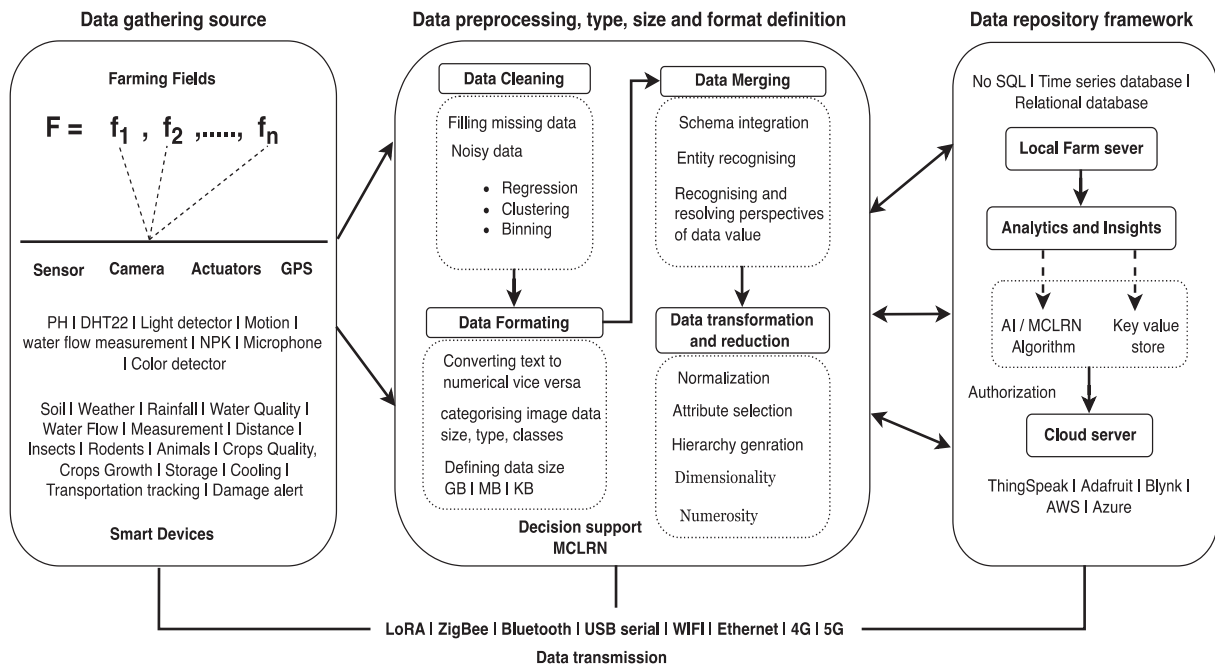 Data gathering source
Farming Fields
F = f1 , f2 ,....., fn
Sensor Camera Actuators GPS
PH I DHT22 I Light detector I Motion I
water flow measurement I NPK I Microphone
I Color detector
Soil I Weather I Rainfall I Water Quality I
Water Flow I Measurement I Distance I
Insects I Rodents I Animals I Crops Quality,
Crops Growth I Storage I Cooling I
Transportation tracking I Damage alert
Smart Devices
Data preprocessing, type, size and format definition
Data Cleaning
Filling missing data
Noisy data
• Regression
• Clustering
• Binning
Data Formating
Converting text to
numerical vice versa
categorising image data
size, type, classes
Defining data size
GB I MB I KB
Data Merging
Schema integration
Entity recognising
Recognising and
resolving perspectives
of data value
Data transformation
and reduction
Normalization
Attribute selection
Hierarchy genration
Dimensionality
Numerosity
Decision support
MCLRN
Data repository framework
No SQL I Time series database I
Relational database
Local Farm sever
Analytics and Insights
AI / MCLRN
Algorithm
Key value
store
Authorization
Cloud server
ThingSpeak I Adafruit I Blynk I
AWS I Azure
LoRA I ZigBee I Bluetooth I USB serial I WIFI I Ethernet I 4G I 5G
Data transmission